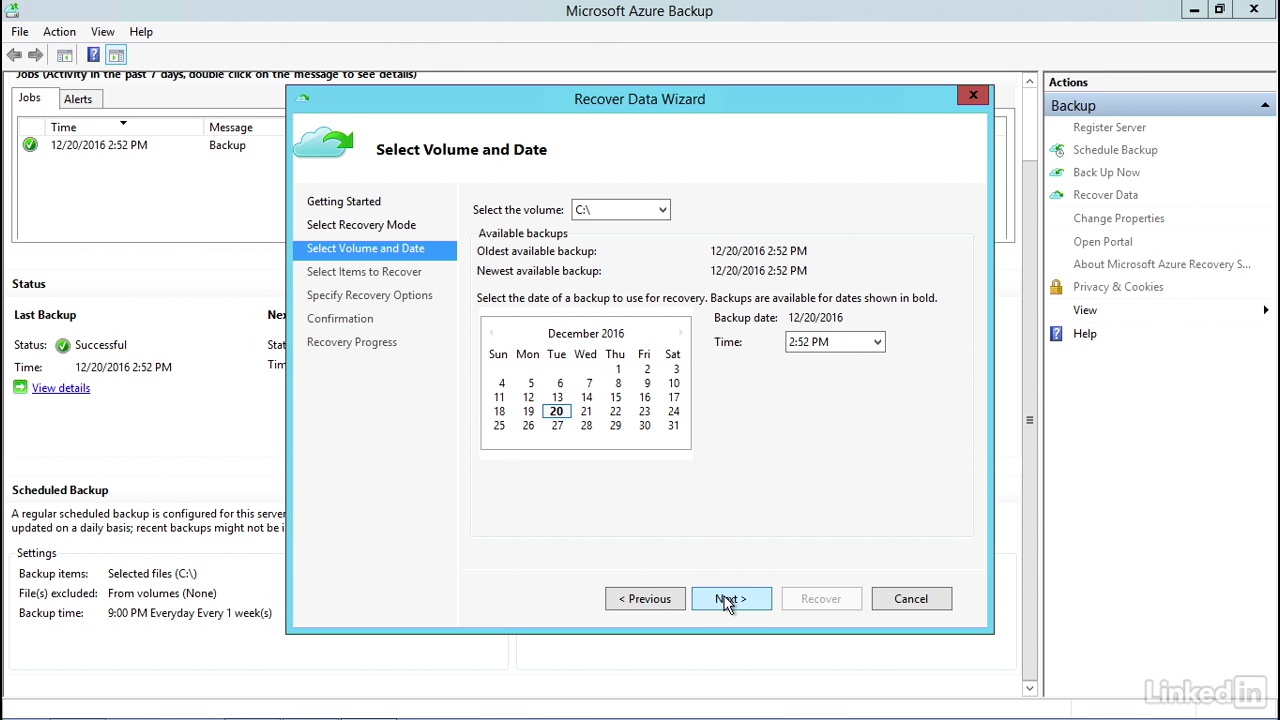 Microsoft Azure Backup
File Action View Help
Jobs (Activity in the past 7 days, double click on the message to see details)
Jobs Alerts
Time Message
12/20/2016 2:52 PM Backup
Status
Last Backup
Status: Successful
Time: 12/20/2016 2:52 PM
View details
Scheduled Backup
A regular scheduled backup is configured for this server
updated on a daily basis; recent backups might not be i
Settings
Backup items: Selected files (C:\)
File(s) excluded: From volumes (None)
Backup time: 9:00 PM Everyday Every 1 week(s)
Recover Data Wizard
Select Volume and Date
Getting Started
Select Recovery Mode
Select Volume and Date
Select Items to Recover
Specify Recovery Options
Confirmation
Recovery Progress
Select the volume: C:\
Available backups
Oldest available backup: 12/20/2016 2:52 PM
Newest available backup: 12/20/2016 2:52 PM
Select the date of a backup to use for recovery. Backups are available for dates shown in bold.
December 2016
Sun Mon Tue Wed Thu Fri Sat
1 2 3
4 5 6 7 8 9 10
11 12 13 14 15 16 17
18 19 20 21 22 23 24
25 26 27 28 29 30 31
Backup date: 12/20/2016
Time: 2:52 PM
< Previous Next > Recover Cancel
Actions
Backup
Register Server
Schedule Backup
Back Up Now
Recover Data
Change Properties
Open Portal
About Microsoft Azure Recovery S...
Privacy & Cookies
View
Help
LinkedIn